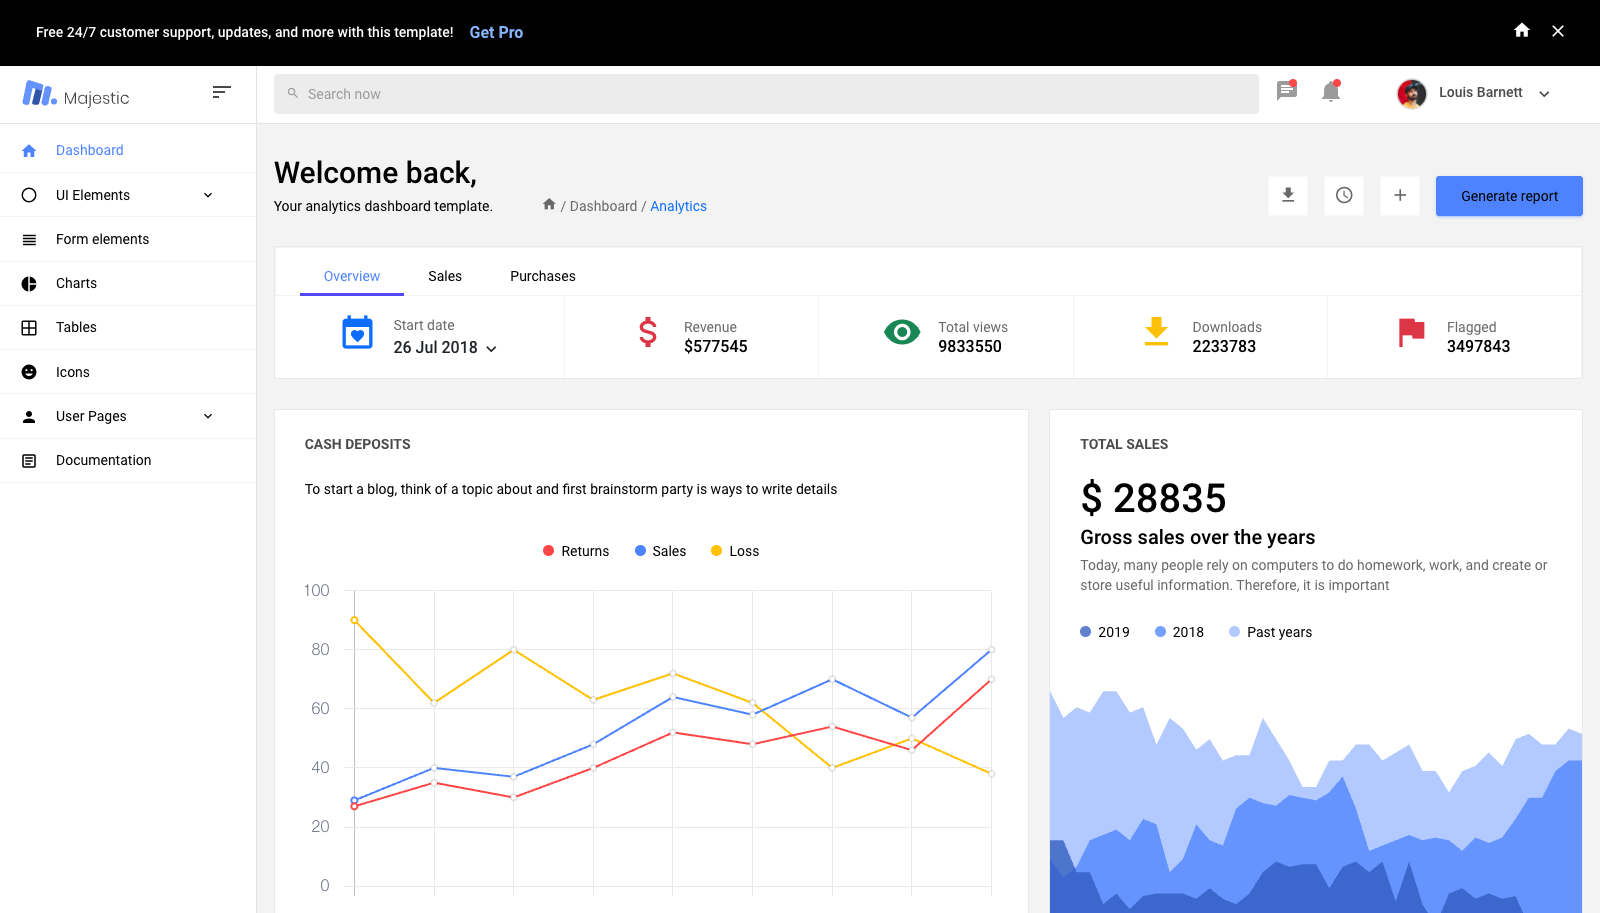 Free 24/7 customer support, updates, and more with this template! Get Pro
Majestic
Search now
Louis Barnett
Dashboard
UI Elements
Form elements
Charts
Tables
Icons
User Pages
Documentation
Welcome back,
Your analytics dashboard template.
/ Dashboard / Analytics
Generate report
Overview
Sales
Purchases
Start date
26 Jul 2018
Revenue
$577545
Total views
9833550
Downloads
2233783
Flagged
3497843
CASH DEPOSITS
To start a blog, think of a topic about and first brainstorm party is ways to write details
Returns
Sales
Loss
100
80
60
40
20
0
TOTAL SALES
$ 28835
Gross sales over the years
Today, many people rely on computers to do homework, work, and create or
store useful information. Therefore, it is important
2019
2018
Past years